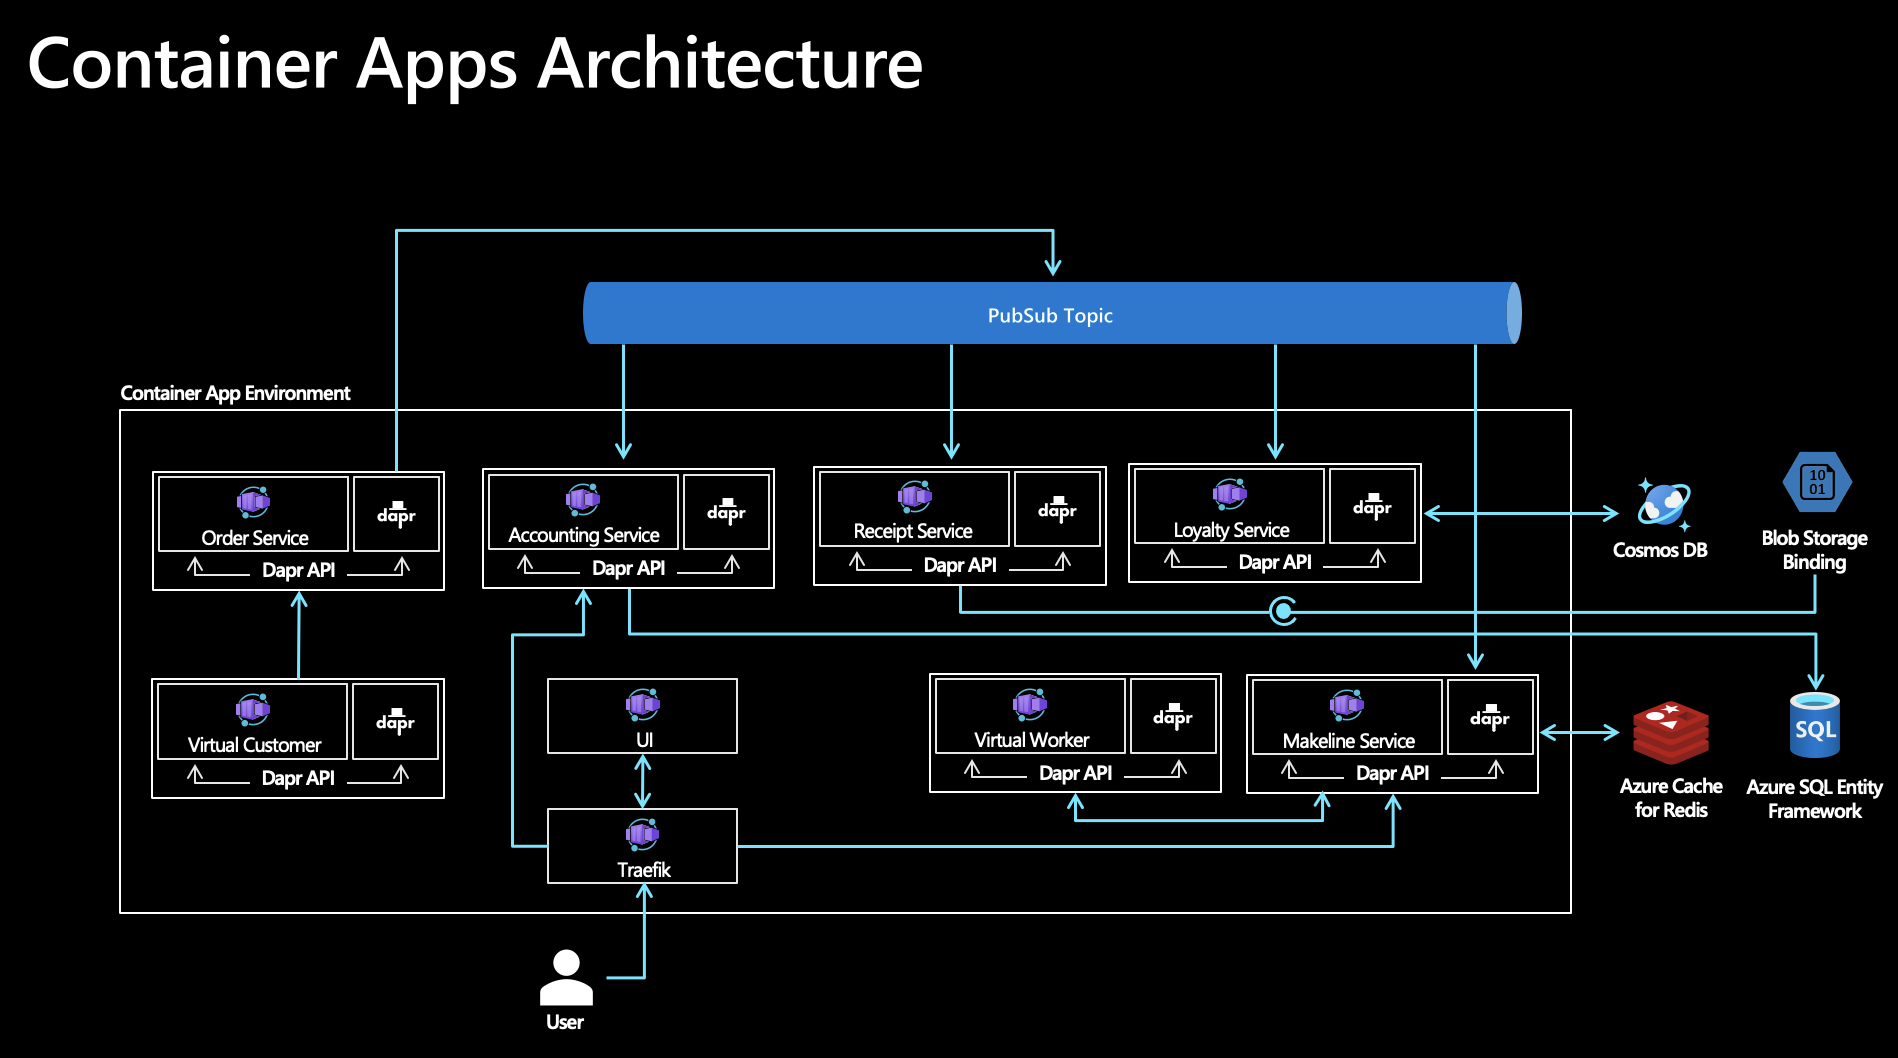 Container Apps Architecture
PubSub Topic
Container App Environment
Order Service
dapr
Dapr API
Accounting Service
dapr
Dapr API
Receipt Service
dapr
Dapr API
Loyalty Service
dapr
Dapr API
Cosmos DB
10
01
Blob Storage
Binding
Virtual Customer
dapr
Dapr API
UI
Traefik
Virtual Worker
dapr
Dapr API
Makeline Service
dapr
Dapr API
Azure Cache
for Redis
SQL
Azure SQL Entity
Framework
User